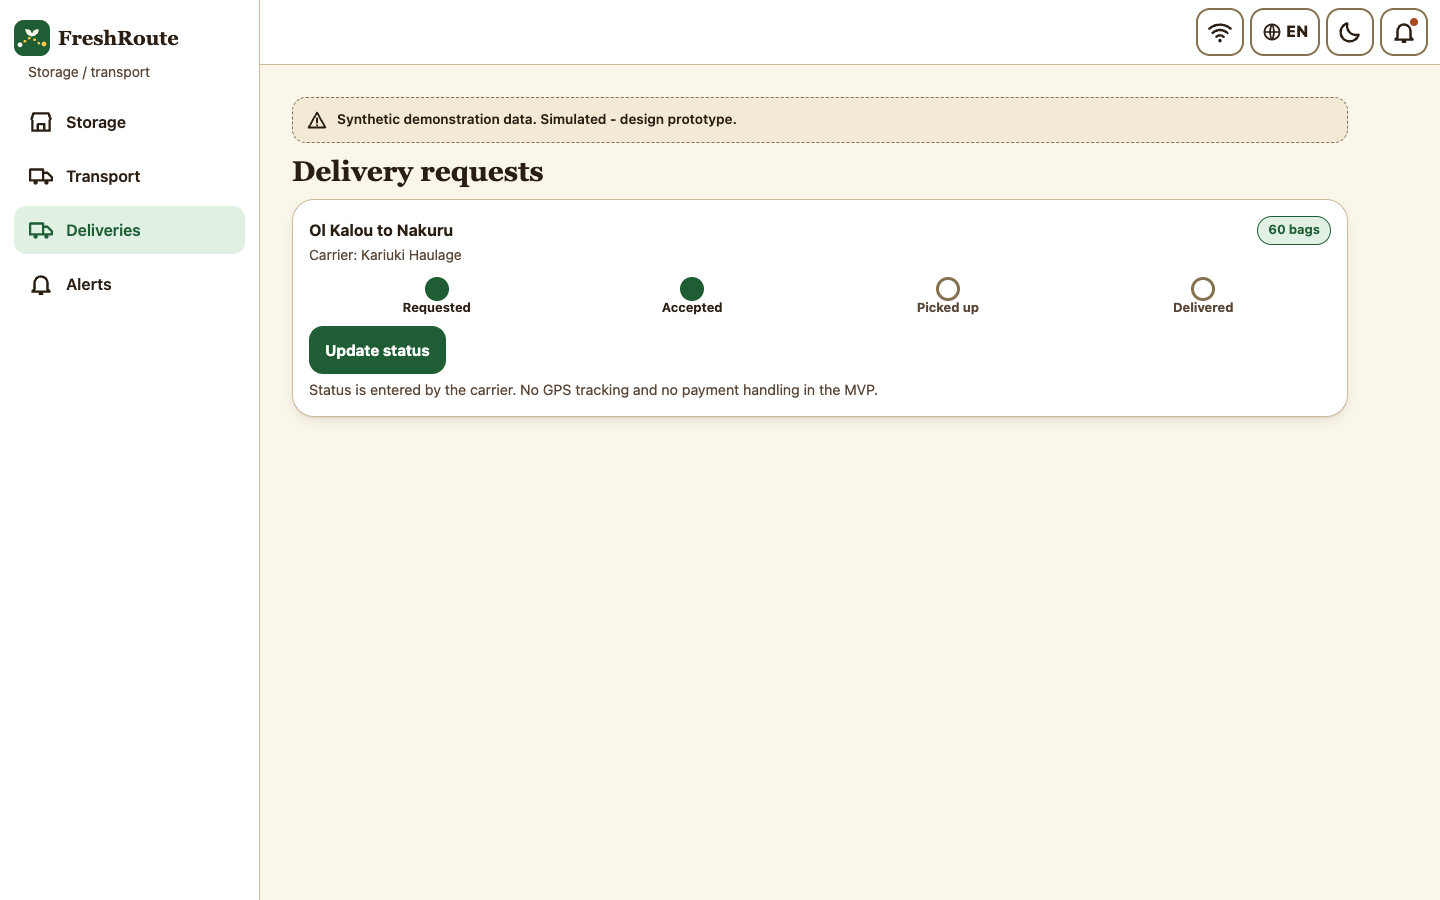 FreshRoute
Storage / transport
Storage
Transport
Deliveries
Alerts
EN
Synthetic demonstration data. Simulated - design prototype.
Delivery requests
Ol Kalou to Nakuru
60 bags
Carrier: Kariuki Haulage
Requested
Accepted
Picked up
Delivered
Update status
Status is entered by the carrier. No GPS tracking and no payment handling in the MVP.